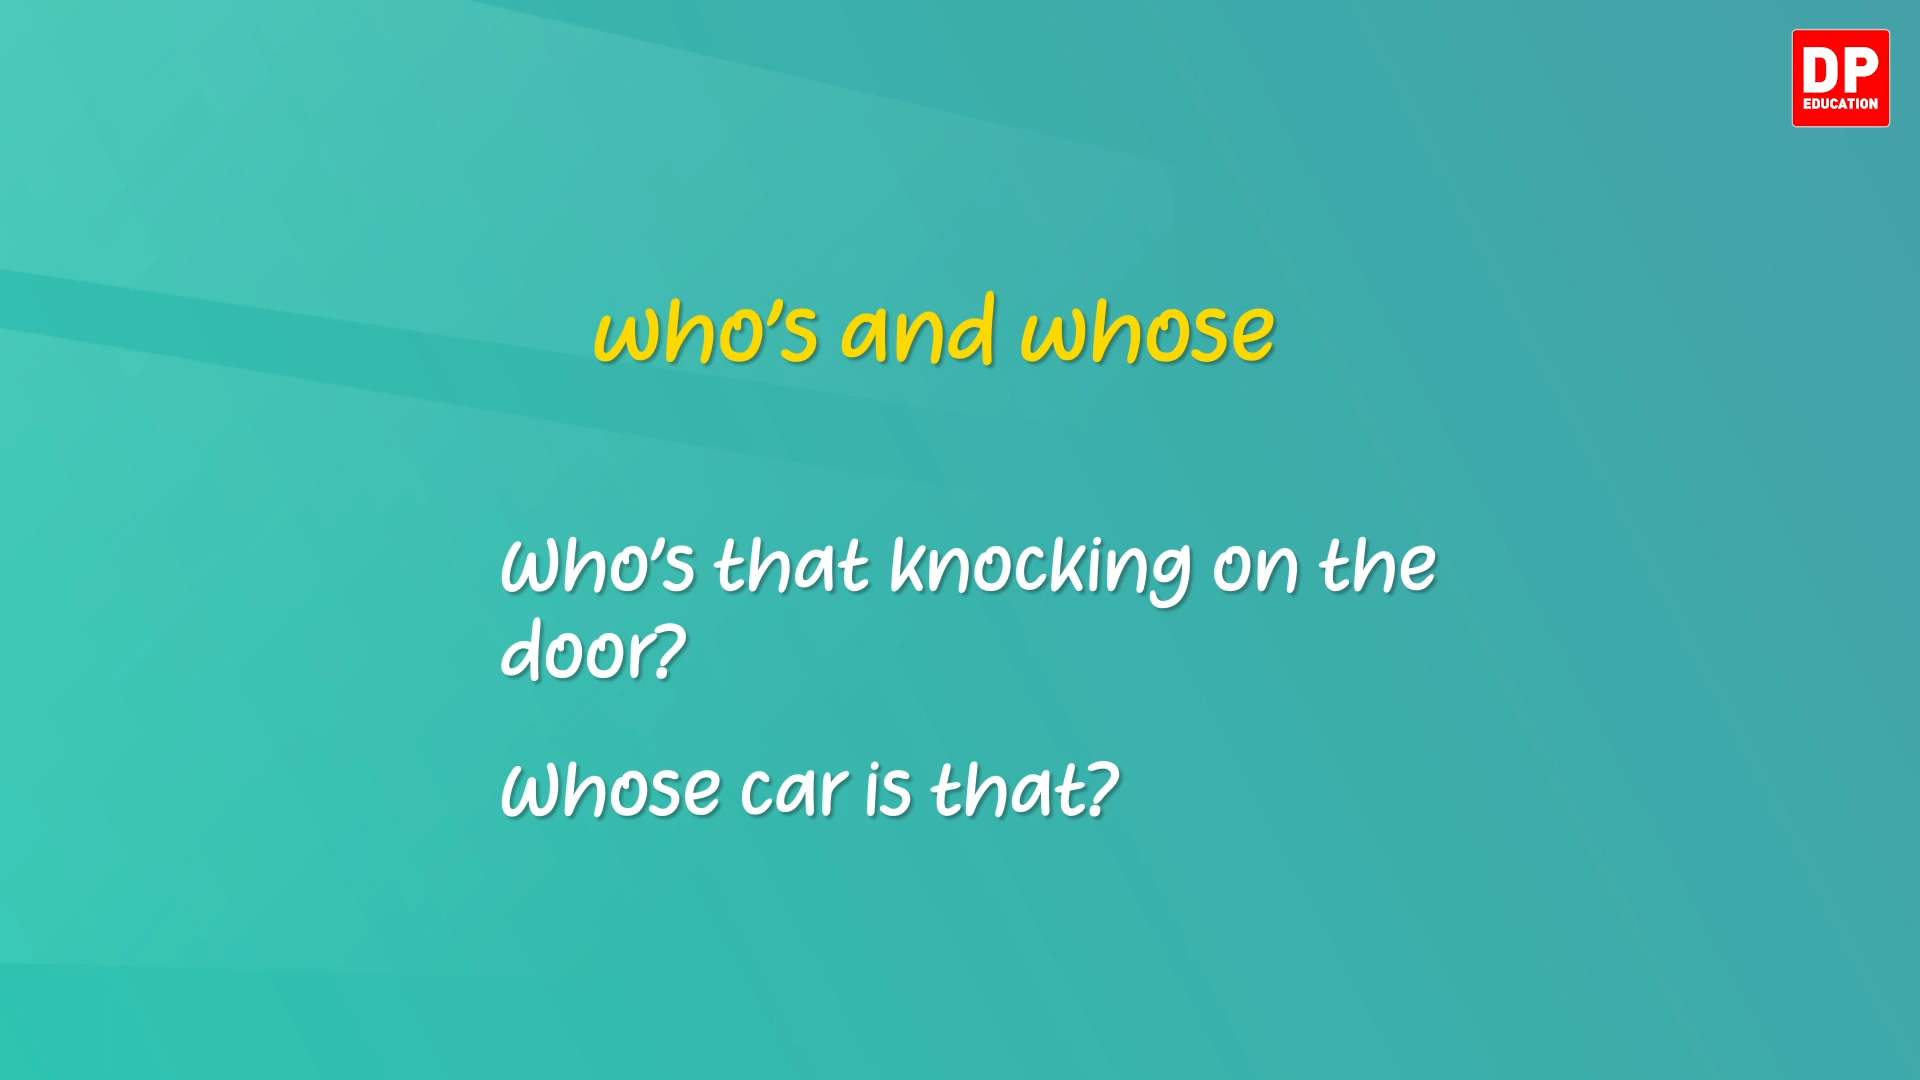 DP
EDUCATION
who's and whose
Who's that knocking on the
door?
Whose car is that?